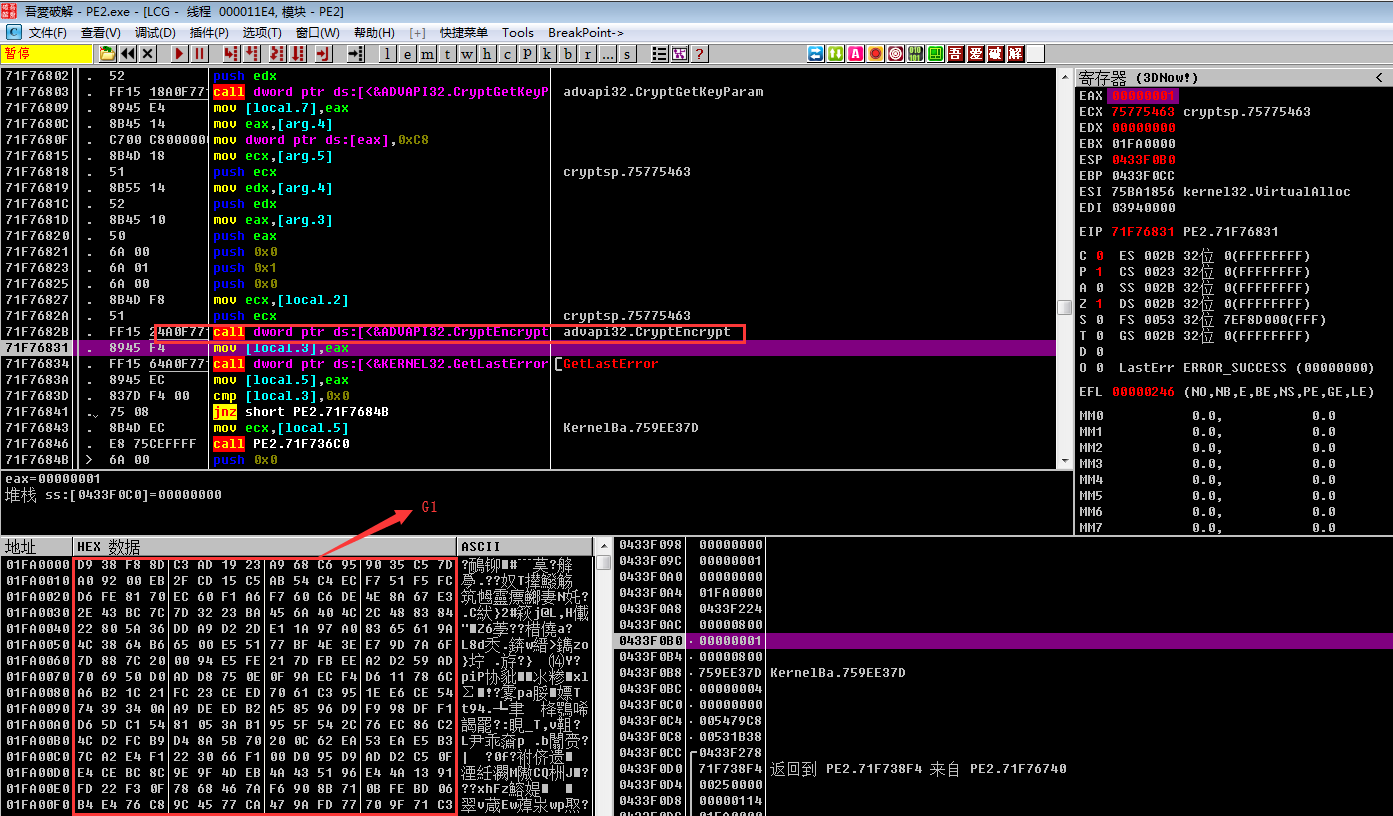 吾愛破解 - PE2.exe - [LCG - 线程 000011E4, 模块 - PE2]
文件(F) 查看(V) 调试(D) 插件(P) 选项(T) 窗口(W) 帮助(H) [+] 快捷菜单 Tools BreakPoint->
暂停 l e m t w h c P k b r ... s ? 吾 爱 破 解
71F76802 . 52 push edx
71F76803 . FF15 18A0F77 call dword ptr ds:[<&ADVAPI32.CryptGetKeyP advapi32.CryptGetKeyParam
71F76809 . 8945 E4 mov [local.7],eax
71F7680C . 8B45 14 mov eax,[arg.4]
71F7680F . C700 C8000000 mov dword ptr ds:[eax],0xC8
71F76815 . 8B4D 18 mov ecx,[arg.5]
71F76818 . 51 push ecx cryptsp.75775463
71F76819 . 8B55 14 mov edx,[arg.4]
71F7681C . 52 push edx
71F7681D . 8B45 10 mov eax,[arg.3]
71F76820 . 50 push eax
71F76821 . 6A 00 push 0x0
71F76823 . 6A 01 push 0x1
71F76825 . 6A 00 push 0x0
71F76827 . 8B4D F8 mov ecx,[local.2]
71F7682A . 51 push ecx cryptsp.75775463
71F7682B . FF15 24A0F77 call dword ptr ds:[<&ADVAPI32.CryptEncrypt advapi32.CryptEncrypt
71F76831 . 8945 F4 mov [local.3],eax
71F76834 . FF15 64A0F77 call dword ptr ds:[<&KERNEL32.GetLastError [GetLastError
71F7683A . 8945 EC mov [local.5],eax
71F7683D . 837D F4 00 cmp [local.3],0x0
71F76841 . 75 08 jnz short PE2.71F7684B
71F76843 . 8B4D EC mov ecx,[local.5] KernelBa.759EE37D
71F76846 . E8 75CEFFFF call PE2.71F736C0
71F7684B > 6A 00 push 0x0
寄存器 (3DNow!) <
EAX 00000001
ECX 75775463 cryptsp.75775463
EDX 00000000
EBX 01FA0000
ESP 0433F0B0
EBP 0433F0CC
ESI 75BA1856 kernel32.VirtualAlloc
EDI 03940000
EIP 71F76831 PE2.71F76831
C 0 ES 002B 32位 0(FFFFFFFF)
P 1 CS 0023 32位 0(FFFFFFFF)
A 0 SS 002B 32位 0(FFFFFFFF)
Z 1 DS 002B 32位 0(FFFFFFFF)
S 0 FS 0053 32位 7EF8D000(FFF)
T 0 GS 002B 32位 0(FFFFFFFF)
D 0
O 0 LastErr ERROR_SUCCESS (00000000)
EFL 00000246 (NO,NB,E,BE,NS,PE,GE,LE)
MM0 0.0, 0.0
MM1 0.0, 0.0
MM2 0.0, 0.0
MM3 0.0, 0.0
MM4 0.0, 0.0
MM5 0.0, 0.0
MM6 0.0, 0.0
MM7 0.0, 0.0
eax=00000001
堆栈 ss:[0433F0C0]=00000000
G1
地址 HEX 数据 ASCII
01FA0000 D9 38 F8 8D C3 AD 19 23 A9 68 C6 95 90 35 C5 7D
01FA0010 A0 92 00 EB 2F CD 15 C5 AB 54 C4 EC F7 51 F5 FC
01FA0020 D6 FE 81 70 EC 60 F1 A6 F7 60 C6 DE 4E 8A 67 E3
01FA0030 2E 43 BC 7C 7D 32 23 BA 45 6A 40 4C 2C 48 83 84
01FA0040 22 80 5A 36 DD A9 D2 2D E1 1A 97 A0 83 65 61 9A
01FA0050 4C 38 64 B6 65 00 E5 51 77 BF 4E 3E E7 9D 7A 6F
01FA0060 7D 88 7C 20 00 94 E5 FE 21 7D FB EE A2 D2 59 AD
01FA0070 70 69 50 D0 AD D8 75 0E 0F 9A EC F4 D6 11 78 6C
01FA0080 A6 B2 1C 21 FC 23 CE ED 70 61 C3 95 1E E6 CE 54
01FA0090 74 39 34 0A A9 DE ED B2 A5 85 96 D9 F9 98 DF F1
01FA00A0 D6 5D C1 54 81 05 3A B1 95 5F 54 2C 76 EC 86 C2
01FA00B0 4C D2 FC B9 D4 8A 5B 70 20 0C 62 EA 53 EA E5 B3
01FA00C0 7C A2 E4 F1 22 30 66 F1 00 D0 95 D9 AD D2 C5 0F
01FA00D0 E4 CE BC 8C 9E 9F 4D EB 4A 43 51 96 E4 4A 13 91
01FA00E0 FD 22 F3 0F 78 68 46 7A F6 90 8B 71 0B FE BD 06
01FA00F0 B4 E4 76 C8 9C 45 77 CA 47 9A FD 77 70 9F 71 C3
0433F098 00000000
0433F09C 00000001
0433F0A0 00000000
0433F0A4 01FA0000
0433F0A8 0433F224
0433F0AC 00000800
0433F0B0 00000001
0433F0B4 00000800
0433F0B8 759EE37D KernelBa.759EE37D
0433F0BC 00000004
0433F0C0 00000000
0433F0C4 005479C8
0433F0C8 00531B38
0433F0CC 0433F278
0433F0D0 71F738F4 返回到 PE2.71F738F4 来自 PE2.71F76740
0433F0D4 00250000
0433F0D8 00000114